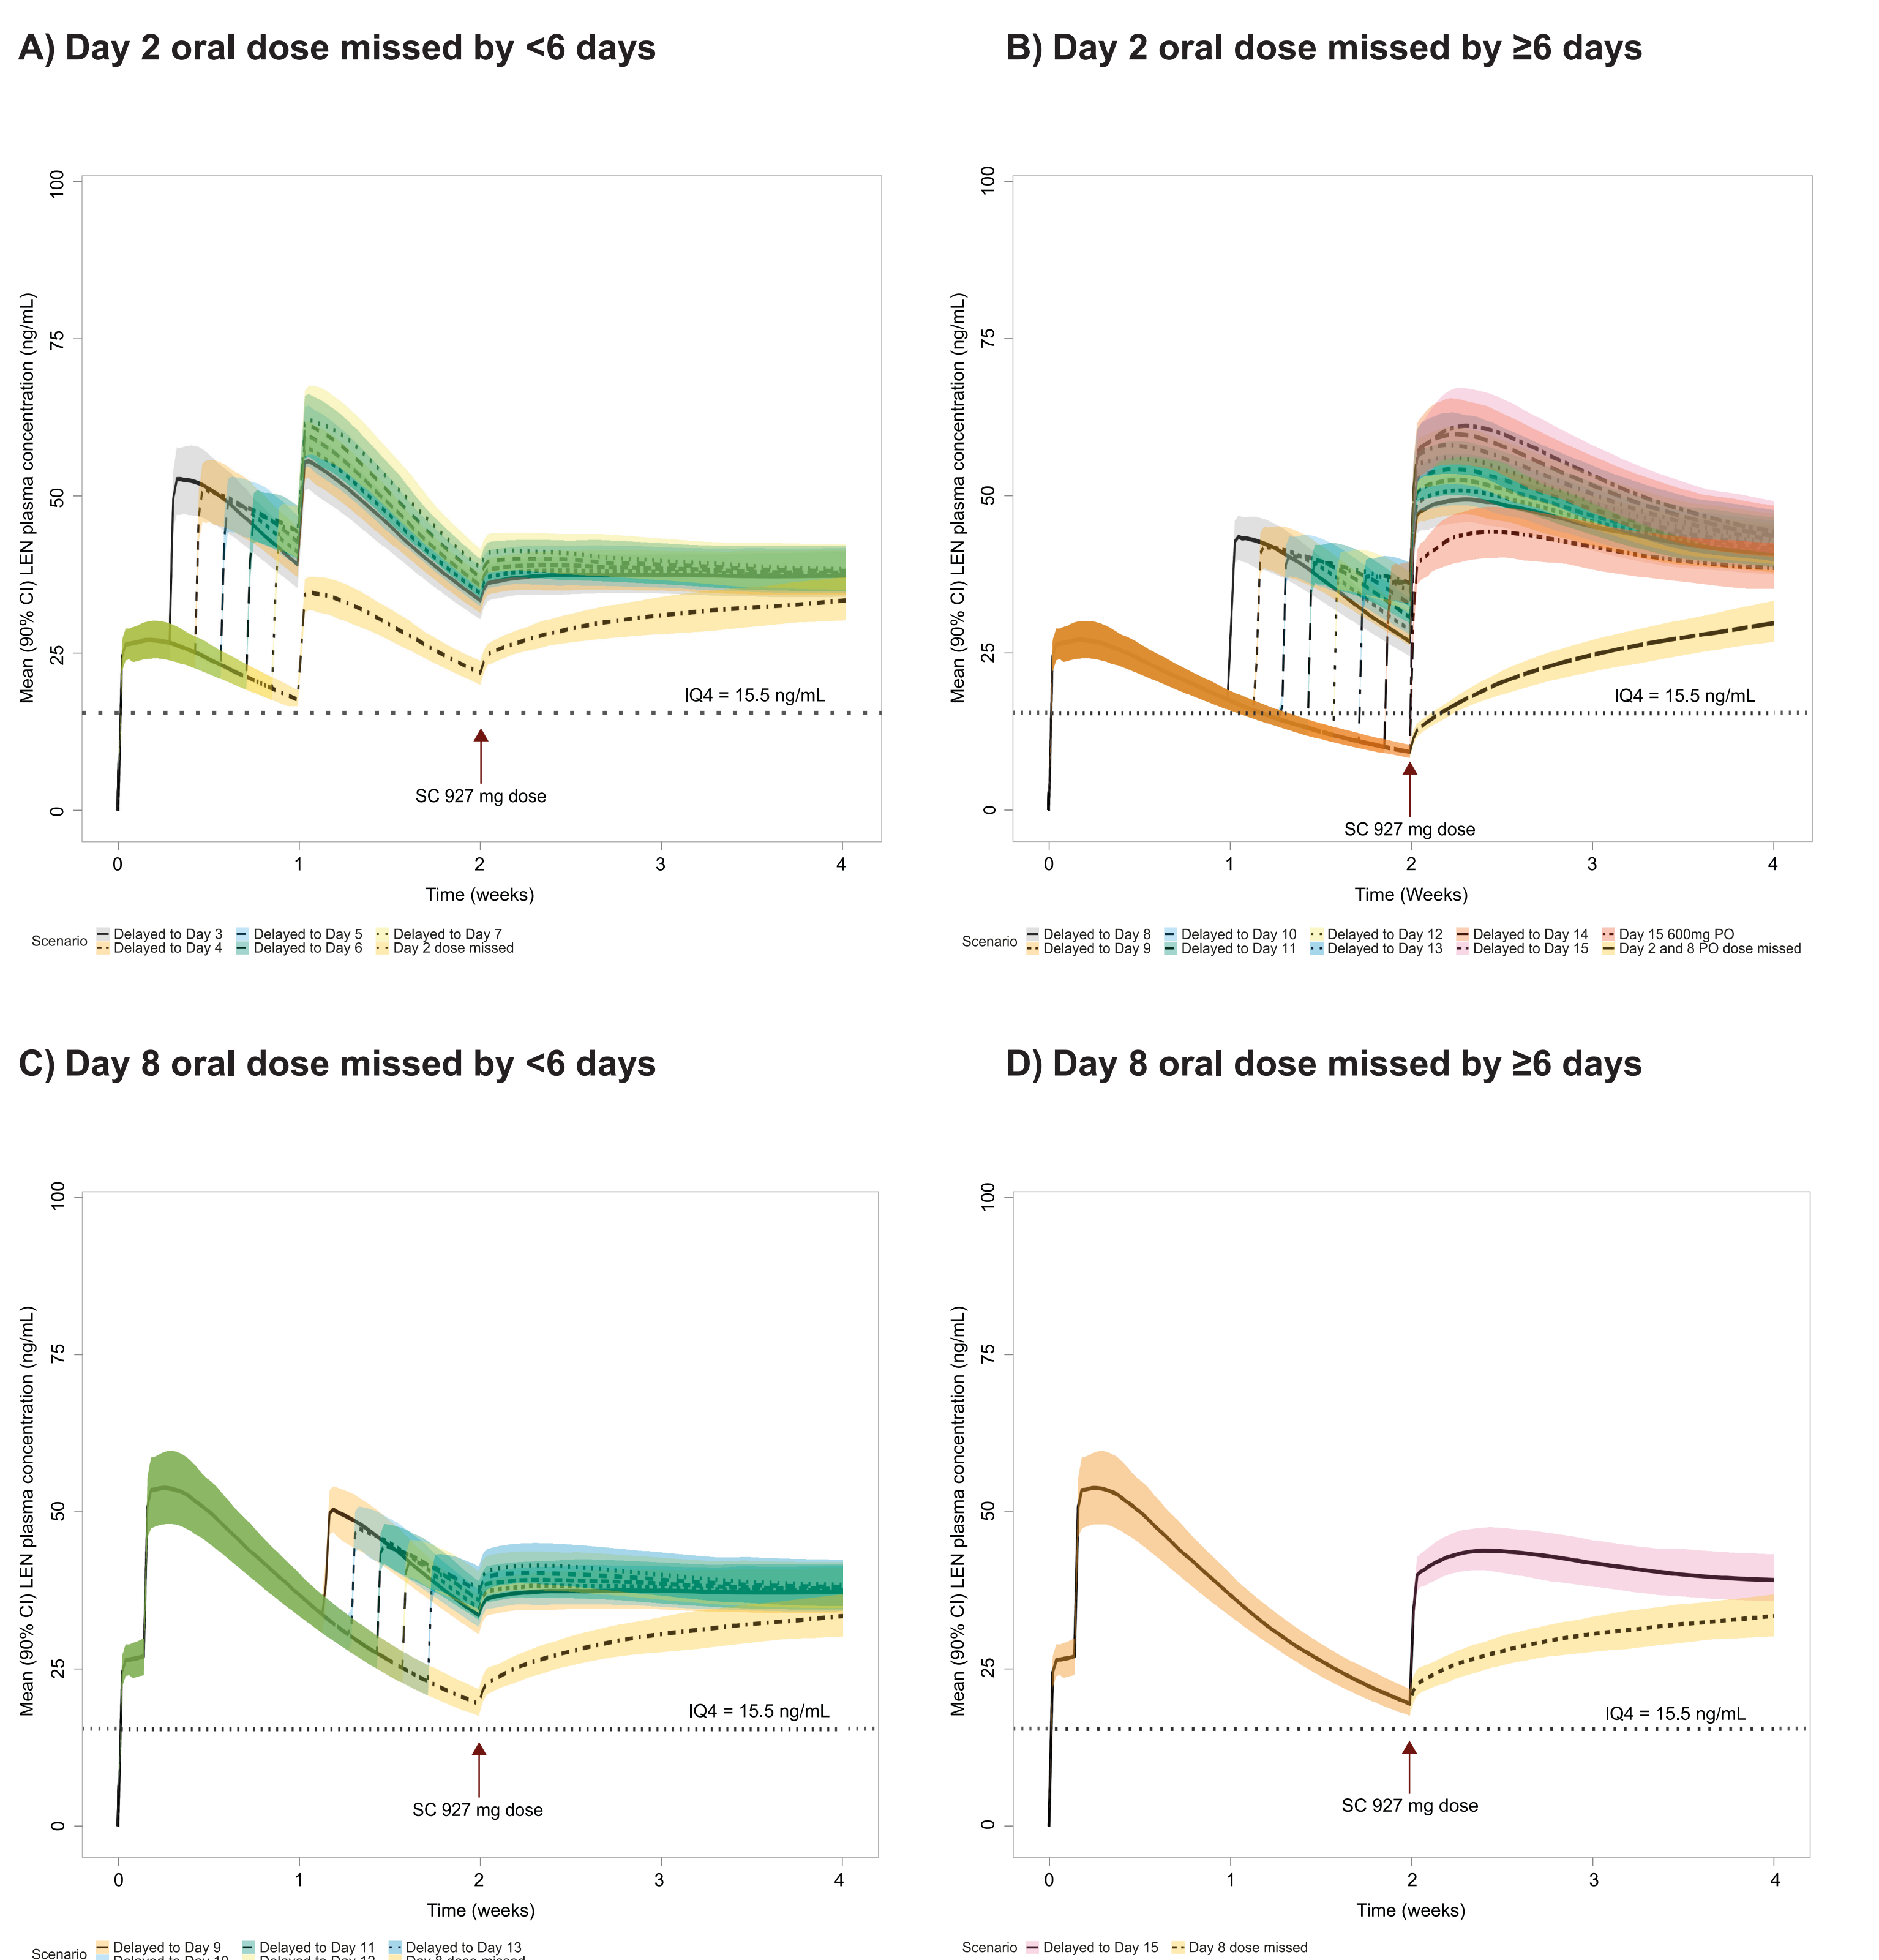 A) Day 2 oral dose missed by <6 days
B) Day 2 oral dose missed by ≥6 days
Mean (90% CI) LEN plasma concentration (ng/mL)
100
75
50
25
0
IQ4 = 15.5 ng/mL
SC 927 mg dose
0 1 2 3 4
Time (weeks)
Scenario
Delayed to Day 3 Delayed to Day 5 Delayed to Day 7
Delayed to Day 4 Delayed to Day 6 Day 2 dose missed
Mean (90% CI) LEN plasma concentration (ng/mL)
100
75
50
25
0
IQ4 = 15.5 ng/mL
SC 927 mg dose
0 1 2 3 4
Time (Weeks)
Scenario
Delayed to Day 8 Delayed to Day 10 Delayed to Day 12 Delayed to Day 14 Day 15 600mg PO
Delayed to Day 9 Delayed to Day 11 Delayed to Day 13 Delayed to Day 15 Day 2 and 8 PO dose missed
C) Day 8 oral dose missed by <6 days
D) Day 8 oral dose missed by ≥6 days
Mean (90% CI) LEN plasma concentration (ng/mL)
100
75
50
25
0
IQ4 = 15.5 ng/mL
SC 927 mg dose
0 1 2 3 4
Time (weeks)
Scenario
Delayed to Day 9 Delayed to Day 11 Delayed to Day 13
Delayed to Day 10 Delayed to Day 12 Day 8 dose missed
Mean (90% CI) LEN plasma concentration (ng/mL)
100
75
50
25
0
IQ4 = 15.5 ng/mL
SC 927 mg dose
0 1 2 3 4
Time (weeks)
Scenario
Delayed to Day 15 Day 8 dose missed